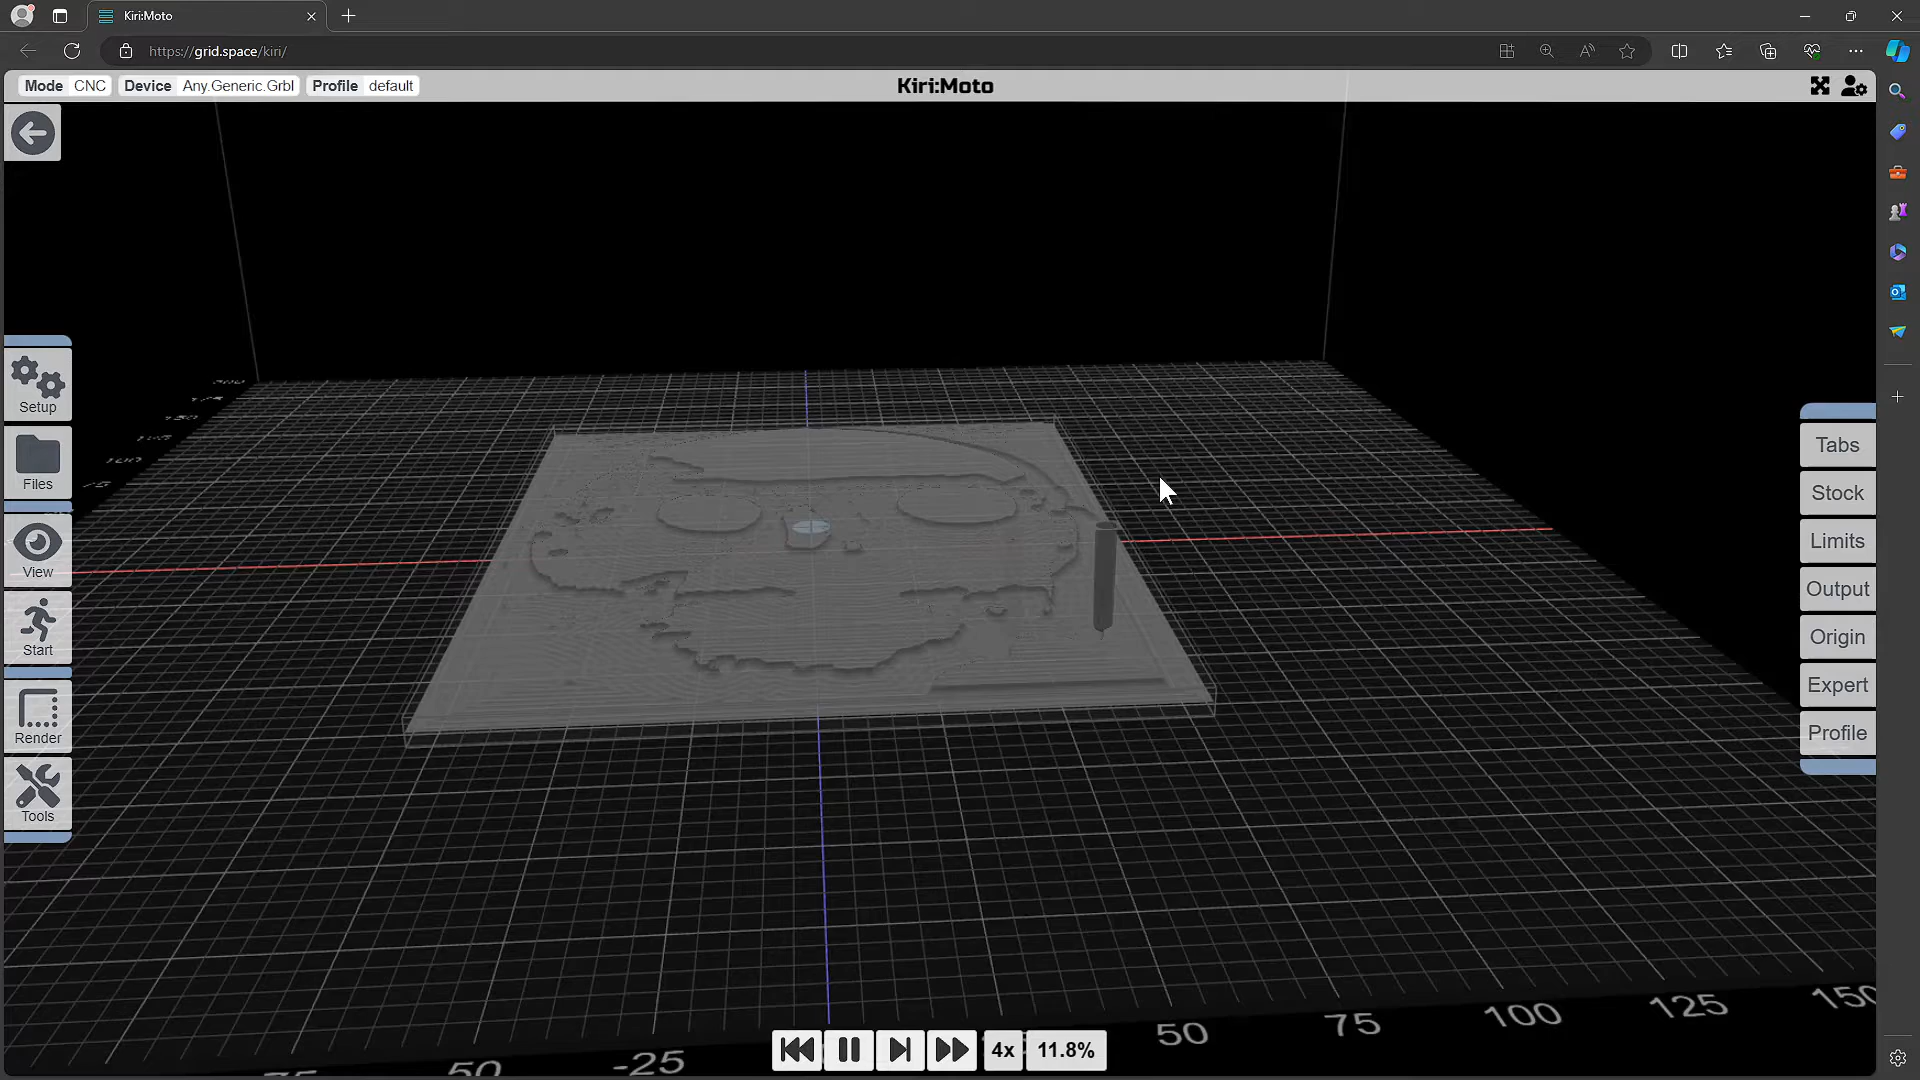 Kiri:Moto
https://grid.space/kiri/
Mode CNC Device Any.Generic.Grbl Profile default
Kiri:Moto
Setup
Files
View
Start
Render
Tools
Tabs
Stock
Limits
Output
Origin
Expert
Profile
100
50
-25
50
75
100
125
150
4x 11.8%